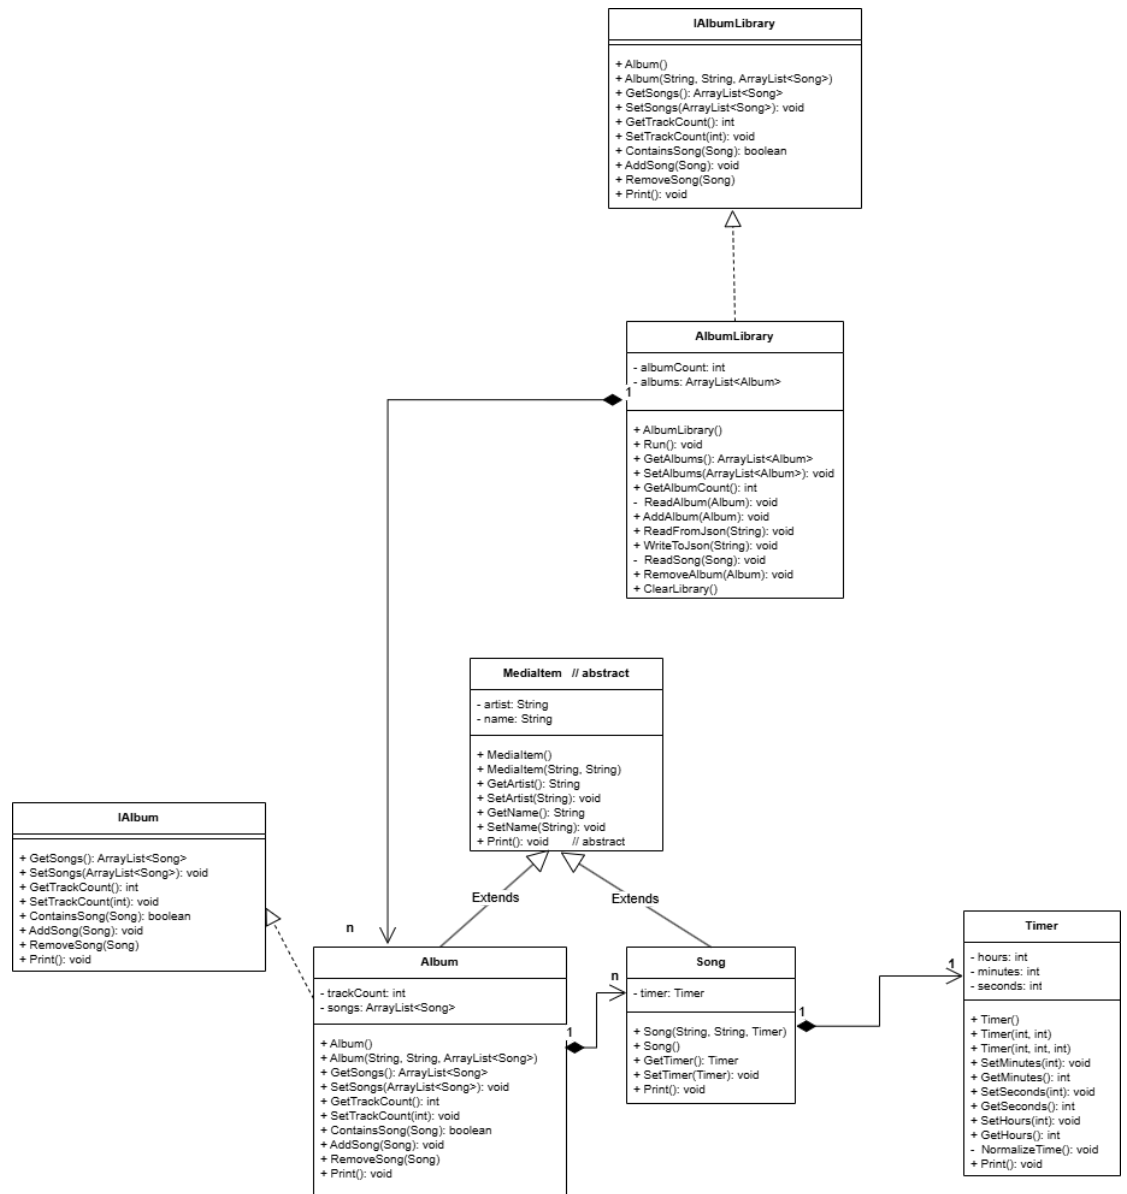 IAlbumLibrary
+ Album()
+ Album(String, String, ArrayList<Song>)
+ GetSongs(): ArrayList<Song>
+ SetSongs(ArrayList<Song>): void
+ GetTrackCount(): int
+ SetTrackCount(int): void
+ ContainsSong(Song): boolean
+ AddSong(Song): void
+ RemoveSong(Song)
+ Print(): void
AlbumLibrary
- albumCount: int
- albums: ArrayList<Album>
1
+ AlbumLibrary()
+ Run(): void
+ GetAlbums(): ArrayList<Album>
+ SetAlbums(ArrayList<Album>): void
+ GetAlbumCount(): int
- ReadAlbum(Album): void
+ AddAlbum(Album): void
+ ReadFromJson(String): void
+ WriteToJson(String): void
- ReadSong(Song): void
+ RemoveAlbum(Album): void
+ ClearLibrary()
MediaItem // abstract
- artist: String
- name: String
+ MediaItem()
+ MediaItem(String, String)
+ GetArtist(): String
+ SetArtist(String): void
+ GetName(): String
+ SetName(String): void
+ Print(): void // abstract
IAlbum
+ GetSongs(): ArrayList<Song>
+ SetSongs(ArrayList<Song>): void
+ GetTrackCount(): int
+ SetTrackCount(int): void
+ ContainsSong(Song): boolean
+ AddSong(Song): void
+ RemoveSong(Song)
+ Print(): void
Extends
Extends
n
Album
- trackCount: int
- songs: ArrayList<Song>
1
+ Album()
+ Album(String, String, ArrayList<Song>)
+ GetSongs(): ArrayList<Song>
+ SetSongs(ArrayList<Song>): void
+ GetTrackCount(): int
+ SetTrackCount(int): void
+ ContainsSong(Song): boolean
+ AddSong(Song): void
+ RemoveSong(Song)
+ Print(): void
n
Song
- timer: Timer
1
+ Song(String, String, Timer)
+ Song()
+ GetTimer(): Timer
+ SetTimer(Timer): void
+ Print(): void
1
Timer
- hours: int
- minutes: int
- seconds: int
+ Timer()
+ Timer(int, int)
+ Timer(int, int, int)
+ SetMinutes(int): void
+ GetMinutes(): int
+ SetSeconds(int): void
+ GetSeconds(): int
+ SetHours(int): void
+ GetHours(): int
- NormalizeTime(): void
+ Print(): void